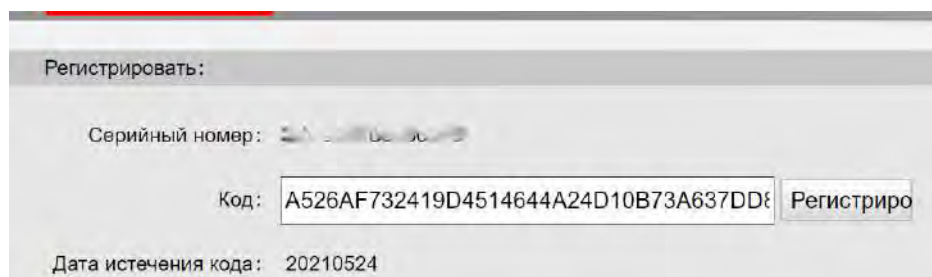 Регистрировать:
Серийный номер:
Код: A526AF732419D4514644A24D10B73A637DD Регистриро
Дата истечения кода: 20210524